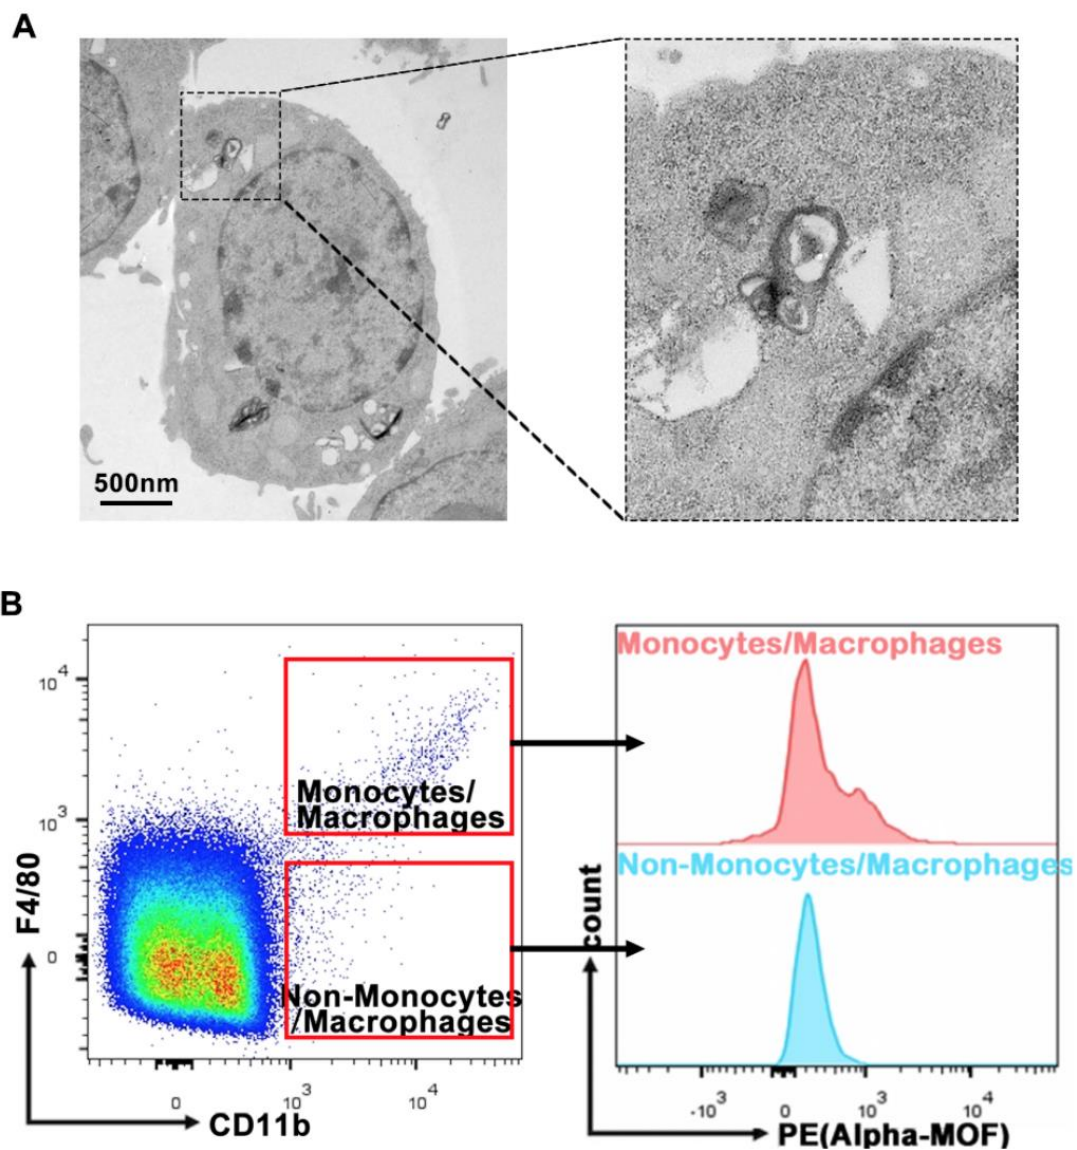 A
500nm
B
10^4
10^3
0
F4/80
Monocytes/
Macrophages
Non-Monocytes
/Macrophages
0
10^3
10^4
CD11b
Monocytes/Macrophages
Non-Monocytes/Macrophages
count
-10^3
0
10^3
10^4
PE(Alpha-MOF)